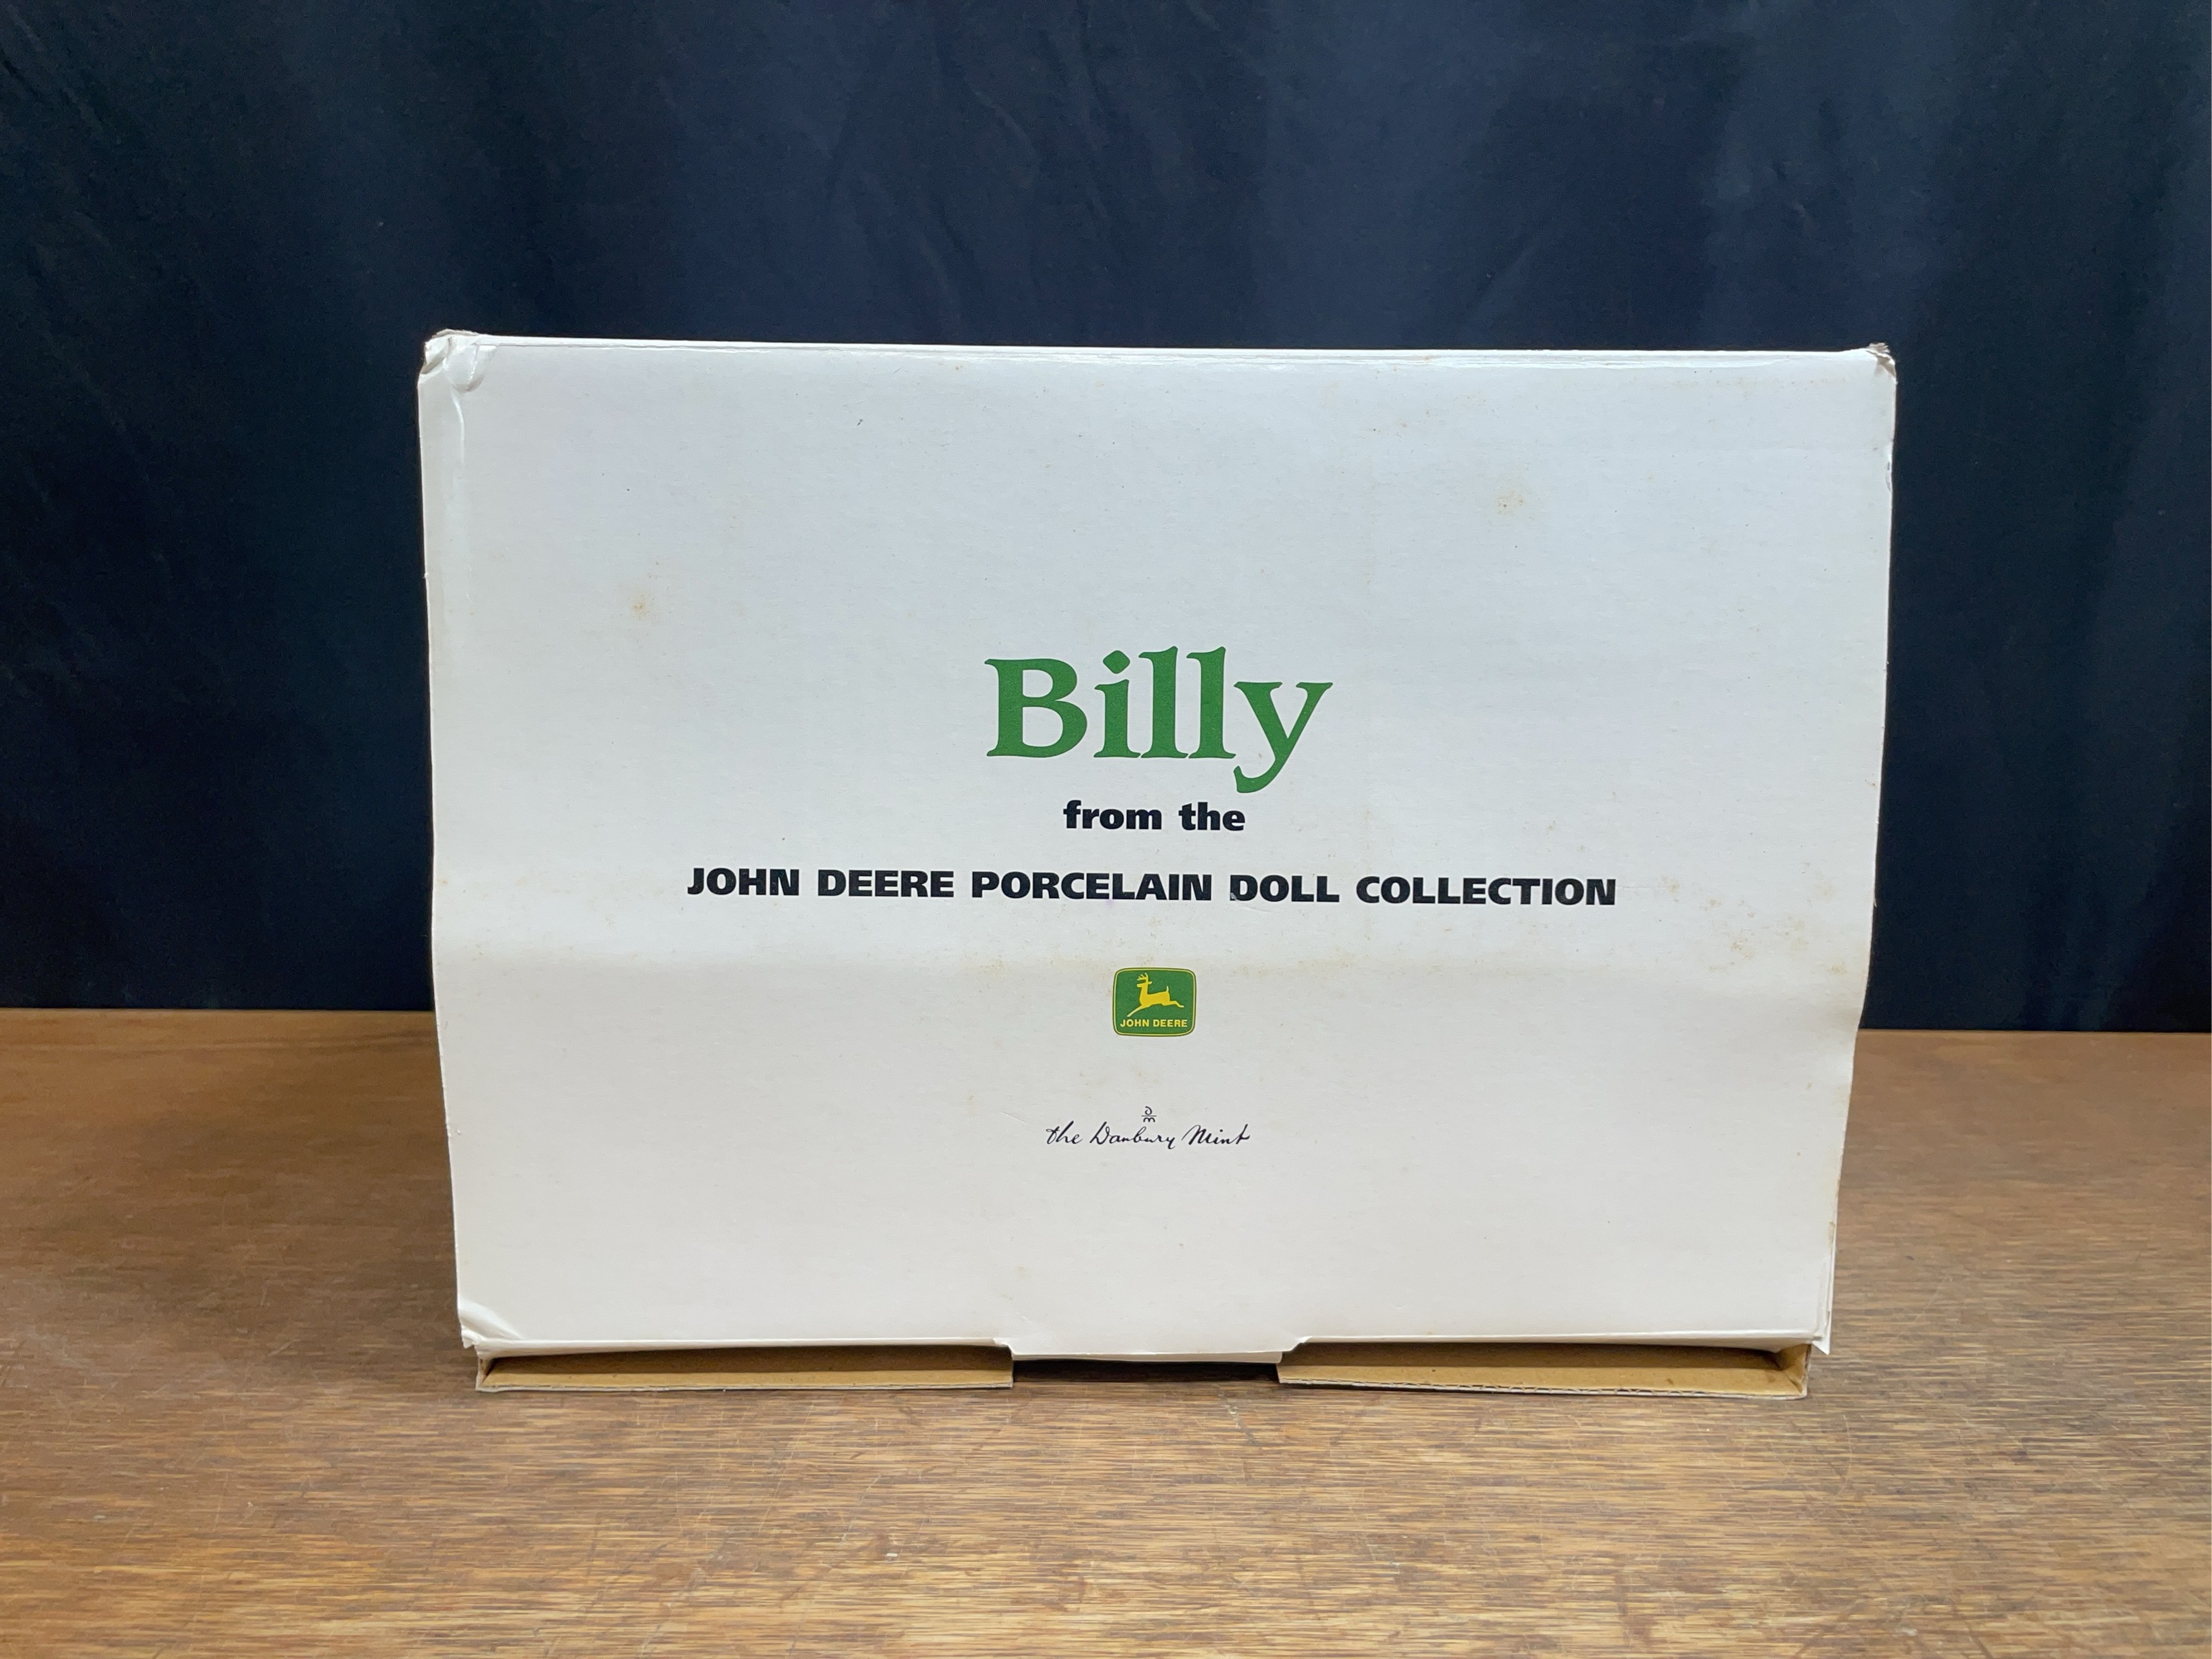 Billy
from the
JOHN DEERE PORCELAIN DOLL COLLECTION
JOHN DEERE
the Danbury Mint